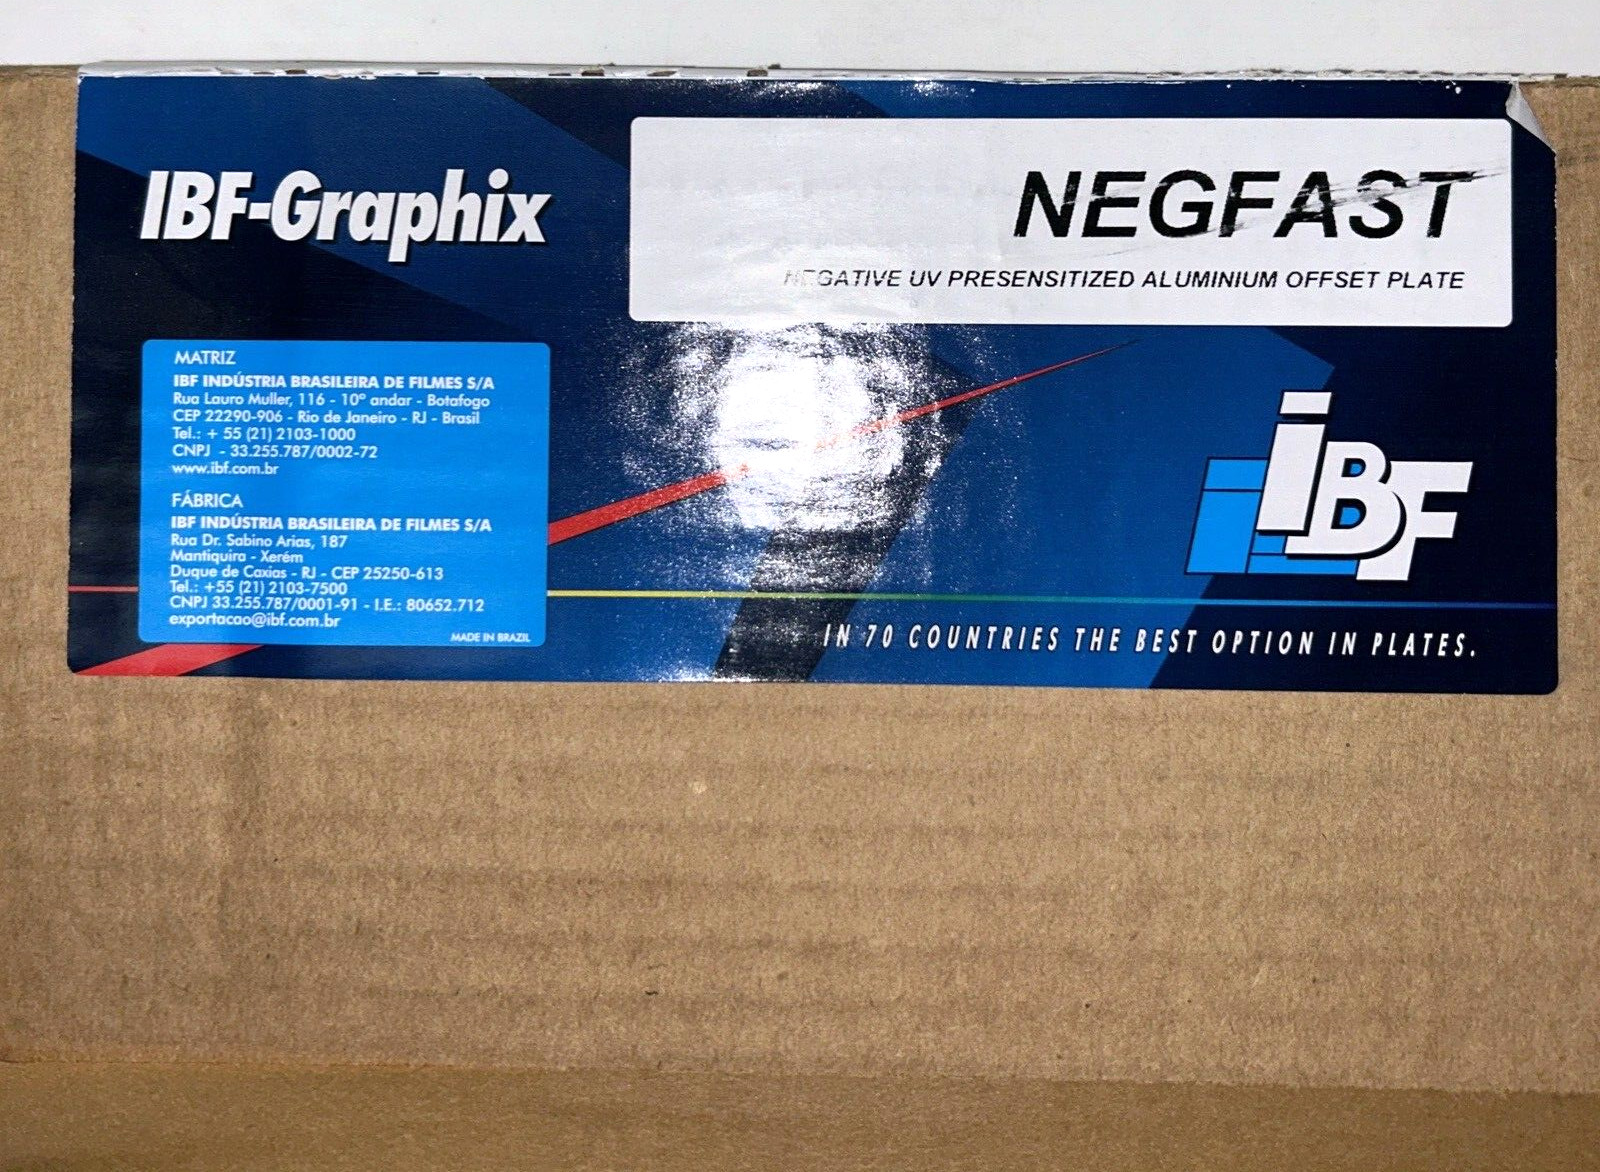 IBF-Graphix
NEGFAST
NEGATIVE UV PRESENSITIZED ALUMINIUM OFFSET PLATE
MATRIZ
IBF INDÚSTRIA BRASILEIRA DE FILMES S/A
Rua Lauro Muller, 116 - 10º andar - Botafogo
CEP 22290-906 - Rio de Janeiro - RJ - Brasil
Tel.: + 55 (21) 2103-1000
CNPJ - 33.255.787/0002-72
www.ibf.com.br
FÁBRICA
IBF INDÚSTRIA BRASILEIRA DE FILMES S/A
Rua Dr. Sabino Arias, 187
Mantiquira - Xerém
Duque de Caxias - RJ - CEP 25250-613
Tel.: +55 (21) 2103-7500
CNPJ 33.255.787/0001-91 - I.E.: 80652.712
exportacao@ibf.com.br
MADE IN BRAZIL
iBF
IN 70 COUNTRIES THE BEST OPTION IN PLATES.